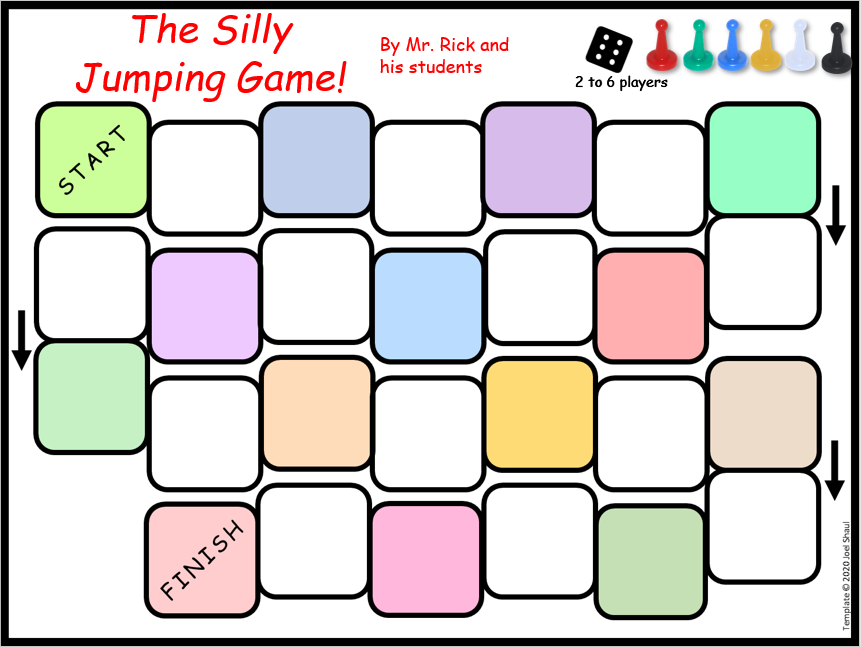 The Silly
Jumping Game!
By Mr. Rick and
his students
2 to 6 players
START
FINISH
Template © 2020 Joel Shaul